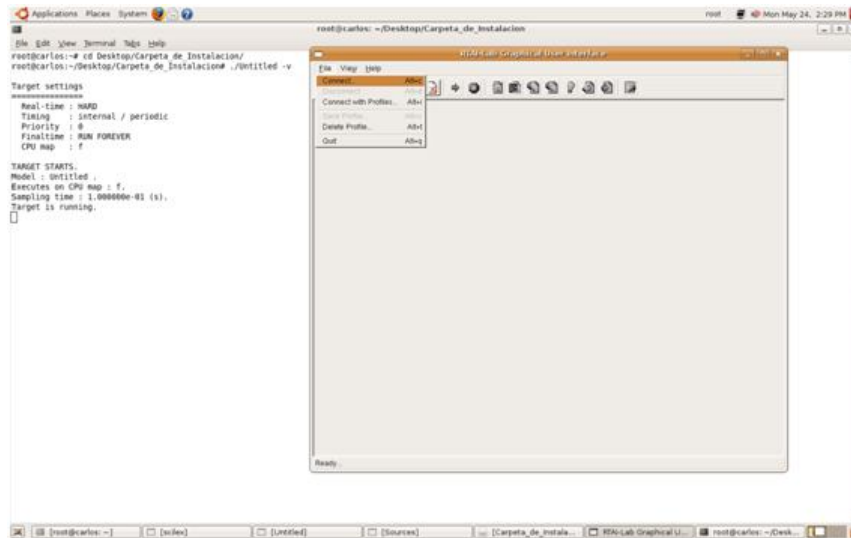 Applications Places System
root Mon May 24, 2:29 PM
root@carlos: ~/Desktop/Carpeta_de_Instalacion
File Edit View Terminal Tabs Help
root@carlos:~# cd Desktop/Carpeta_de_Instalacion/
root@carlos:~/Desktop/Carpeta_de_Instalacion# ./Untitled -v
Target settings
===============
Real-time : HARD
Timing : internal / periodic
Priority : 0
Finaltime : RUN FOREVER
CPU map : f
TARGET STARTS.
Model : Untitled .
Executes on CPU map : f.
Sampling time : 1.000000e-01 (s).
Target is running.
RTAI-Lab Graphical User Interface
File View Help
Connect... Alt+c
Disconnect Alt+d
Connect with Profiles...
Save Profile...
Delete Profile... Alt+t
Quit Alt+q
Ready...
[root@carlos: ~]
[scilex]
[Untitled]
[Sources]
[Carpeta_de_Instala...
RTAI-Lab Graphical U...
root@carlos: ~/Desk...